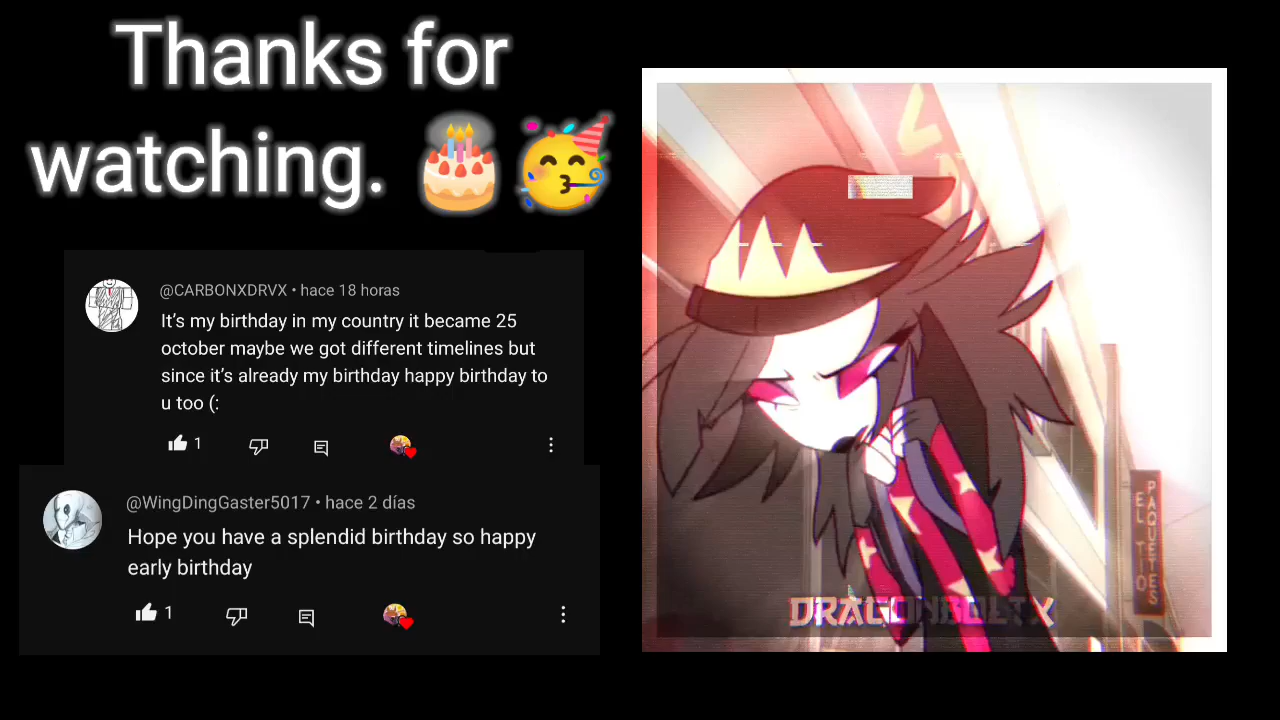 Thanks for
watching. 🎂🥳
@CARBONXDRVX • hace 18 horas
It’s my birthday in my country it became 25
october maybe we got different timelines but
since it’s already my birthday happy birthday to
u too (:
1
@WingDingGaster5017 • hace 2 días
Hope you have a splendid birthday so happy
early birthday
1
EL TIO
PAQUETES
DRAGONBOLTX